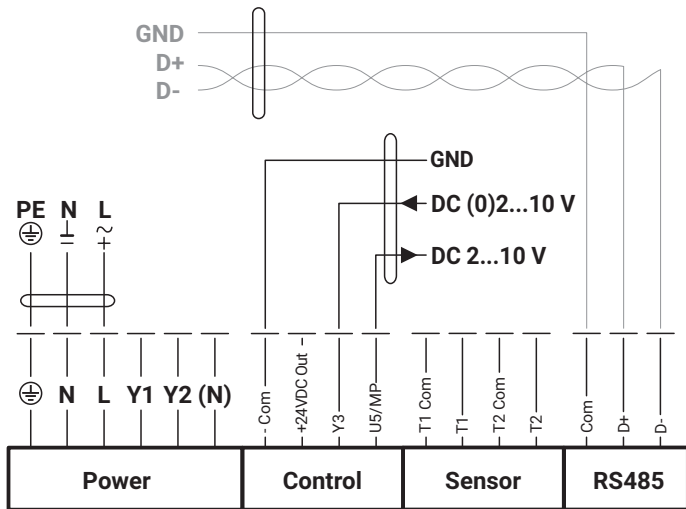 GND
D+
D-
GND
DC (0)2...10 V
DC 2...10 V
PE N L
N L Y1 Y2 (N)
- Com
+24VDC Out -
Y3
U5/MP
T1 Com
T1
T2 Com
T2
Com
D+
D-
Power Control Sensor RS485